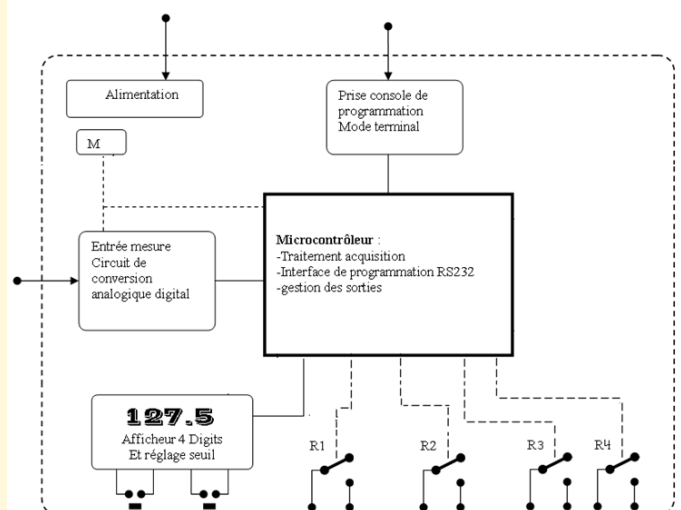 Alimentation
Prise console de
programmation
Mode terminal
M
Entrée mesure
Circuit de
conversion
analogique digital
Microcontrôleur :
-Traitement acquisition
-Interface de programmation RS232
-gestion des sorties
127.5
Afficheur 4 Digits
Et réglage seuil
R1
R2
R3
R4